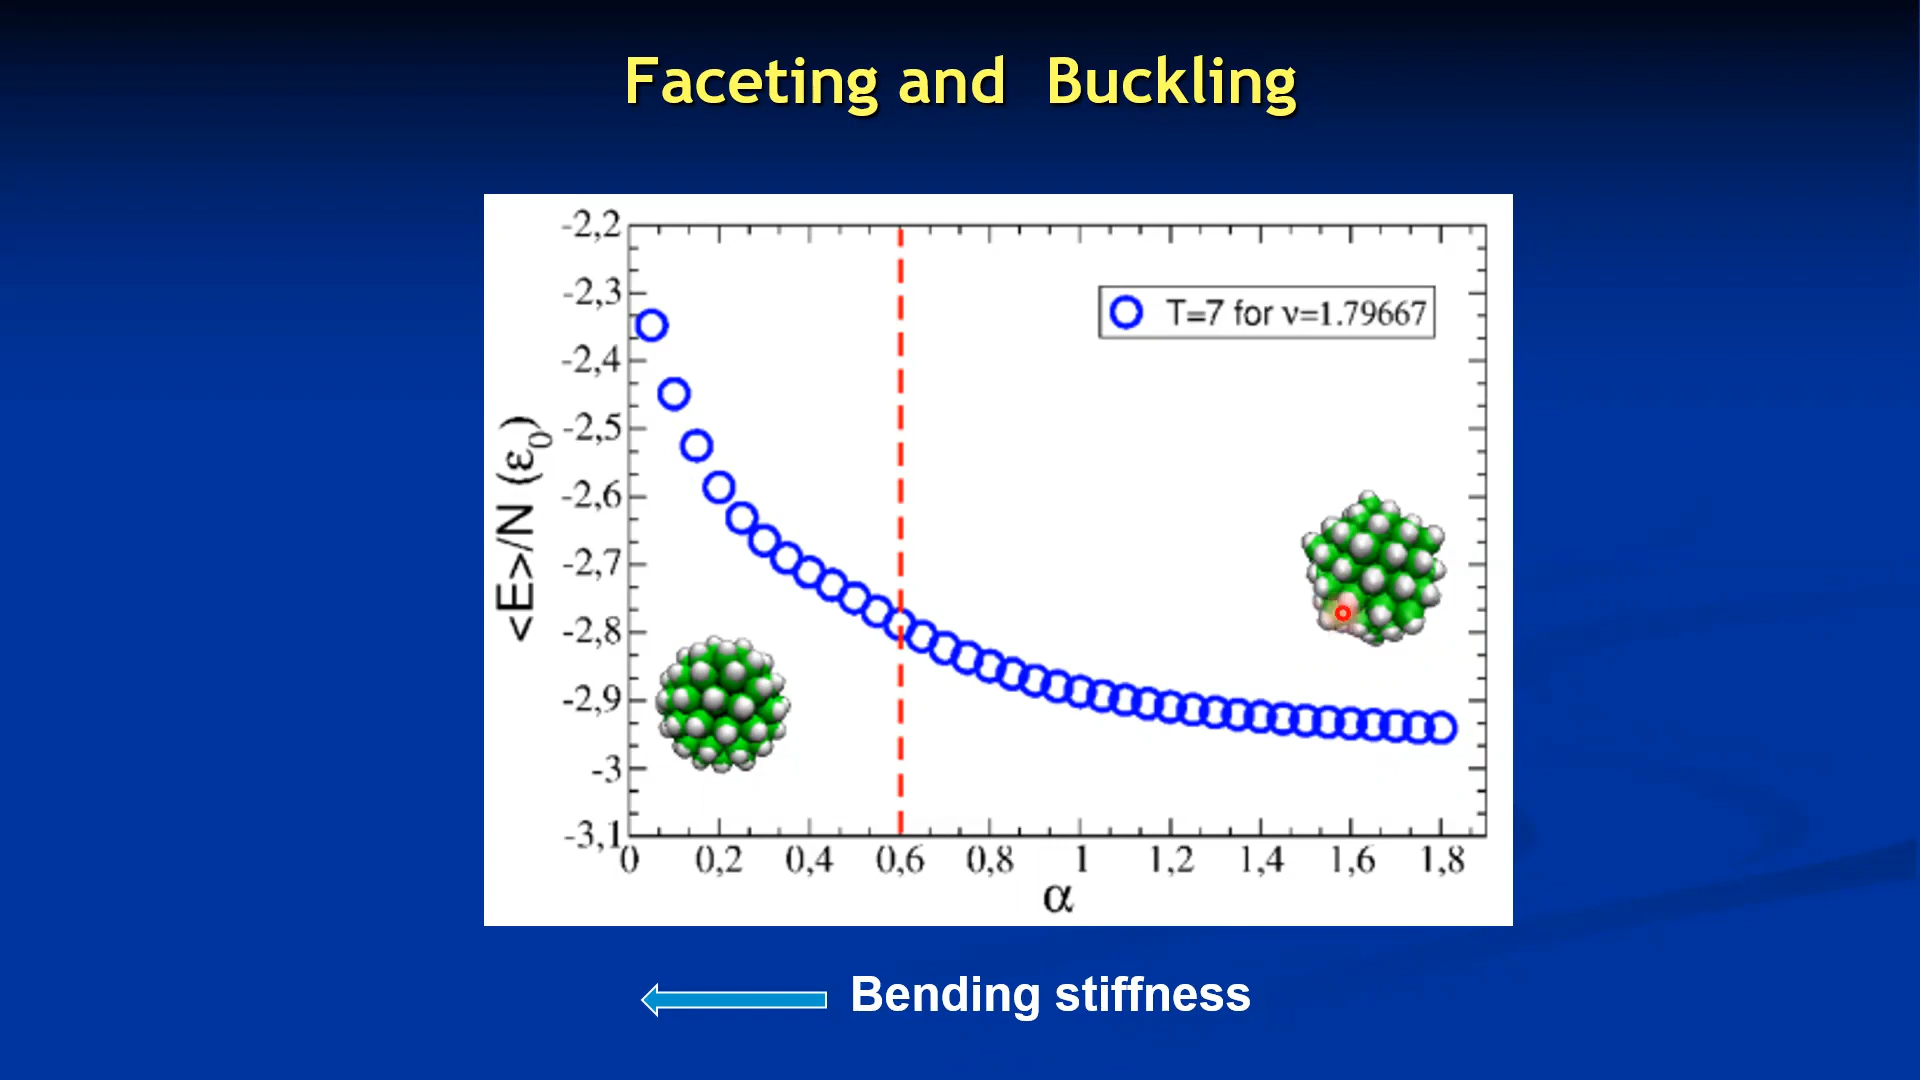 Faceting and Buckling
-2,2
-2,3
-2,4
-2,5
-2,6
-2,7
-2,8
-2,9
-3
-3,1
<E>/N (ε₀)
T=7 for ν=1.79667
0 0,2 0,4 0,6 0,8 1 1,2 1,4 1,6 1,8
α
Bending stiffness